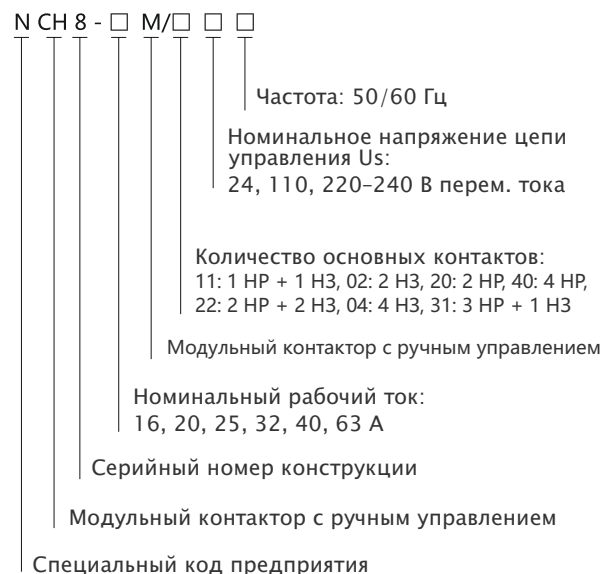 N CH 8 - □ M/□ □ □
Частота: 50/60 Гц
Номинальное напряжение цепи
управления Us:
24, 110, 220–240 В перем. тока
Количество основных контактов:
11: 1 НР + 1 НЗ, 02: 2 НЗ, 20: 2 НР, 40: 4 НР,
22: 2 НР + 2 НЗ, 04: 4 НЗ, 31: 3 НР + 1 НЗ
Модульный контактор с ручным управлением
Номинальный рабочий ток:
16, 20, 25, 32, 40, 63 А
Серийный номер конструкции
Модульный контактор с ручным управлением
Специальный код предприятия